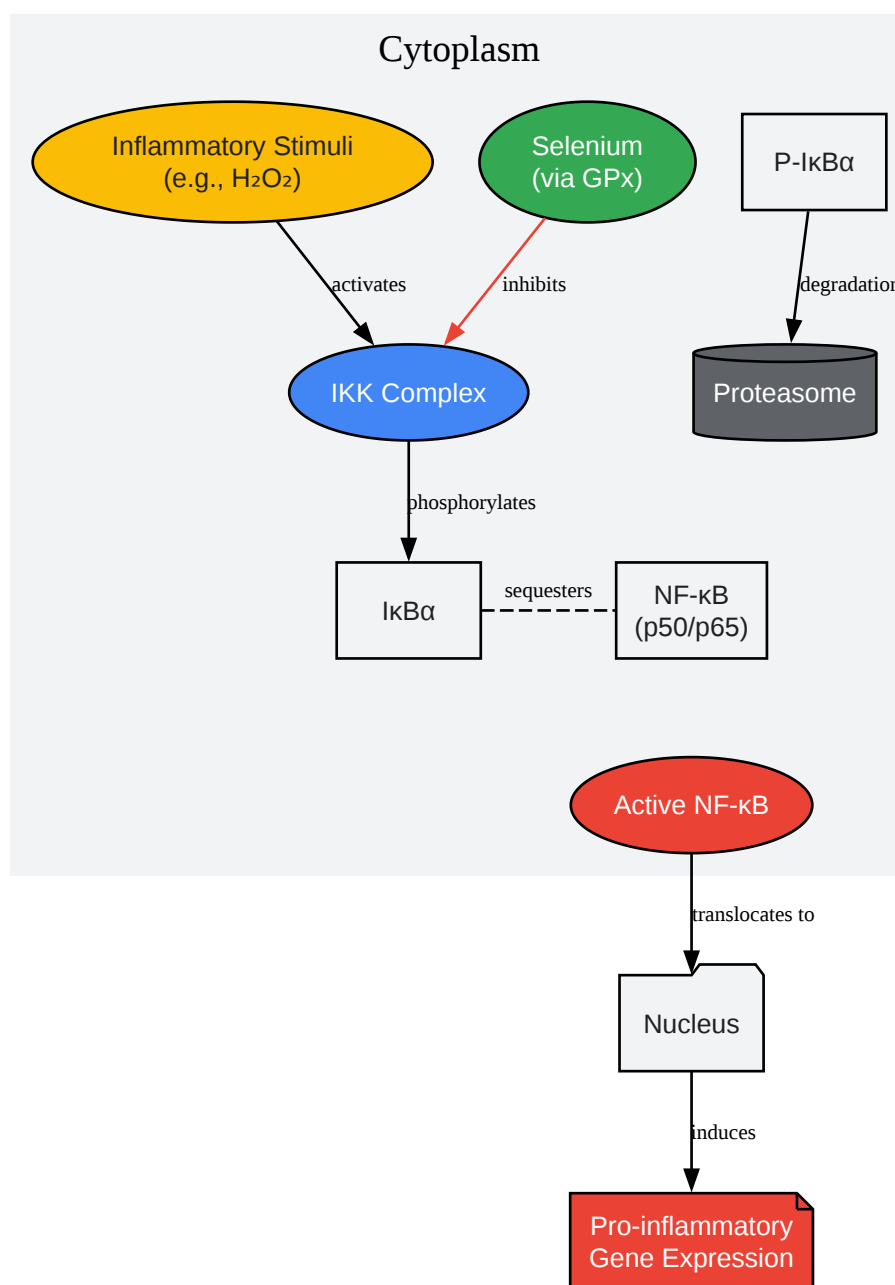 Cytoplasm
Inflammatory Stimuli
(e.g., H₂O₂)
Selenium
(via GPx)
P-IκBα
activates
inhibits
degradation
IKK Complex
Proteasome
phosphorylates
IκBα
sequesters
NF-κB
(p50/p65)
Active NF-κB
translocates to
Nucleus
induces
Pro-inflammatory
Gene Expression